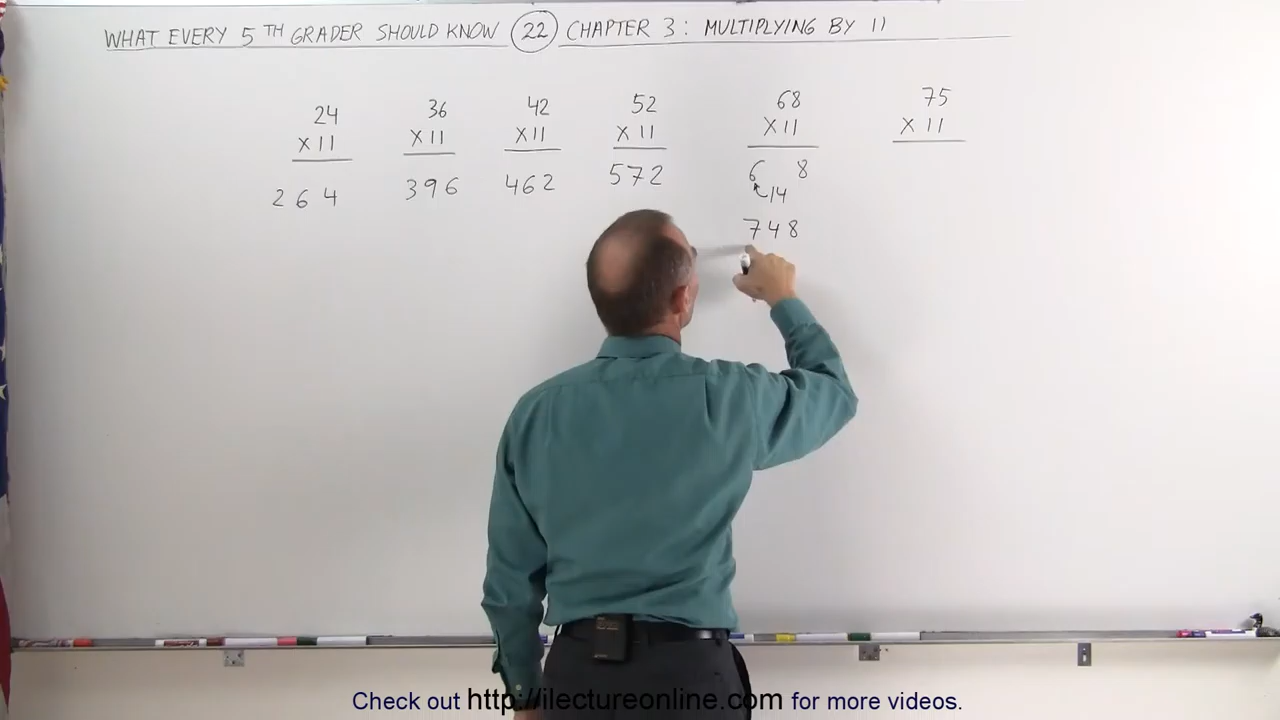 WHAT EVERY 5TH GRADER SHOULD KNOW 22 CHAPTER 3: MULTIPLYING BY 11
24 36 42 52 68 75
X 11 X 11 X 11 X 11 X 11 X 11
264 396 462 572 6 8
14
748
Check out http://ilectureonline.com for more videos.